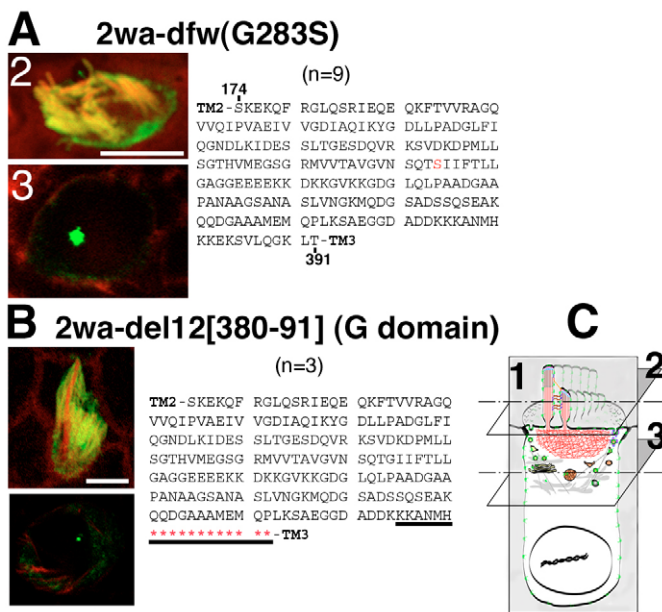 A 2wa-dfw(G283S)
(n=9)
2
3
174
TM2-SKEKQF RGLQSRIEQE QKFTVVRAGQ
VVQIPVAEIV VGDIAQIKYG DLLPADGLFI
QGNDLKIDES SLTGESDQVR KSVDKDPMLL
SGTHVMEGSG RMVVTAVGVN SQTSIIFTLL
GAGGEEEEKK DKKGVKKGDG LQLPAADGAA
PANAAGSANA SLVNGKMQDG SADSSQSEAK
QQDGAAAMEM QPLKSAEGGD ADDKKKKANMH
KKEKSVLQGK LT-TM3
391
B 2wa-del12[380-91] (G domain)
(n=3)
TM2-SKEKQF RGLQSRIEQE QKFTVVRAGQ
VVQIPVAEIV VGDIAQIKYG DLLPADGLFI
QGNDLKIDES SLTGESDQVR KSVDKDPMLL
SGTHVMEGSG RMVVTAVGVN SQTGIIFTLL
GAGGEEEEKK DKKGVKKGDG LQLPAADGAA
PANAAGSANA SLVNGKMQDG SADSSQSEAK
QQDGAAAMEM QPLKSAEGGD ADDKKKANMH
********** **-TM3
C
1
2
3